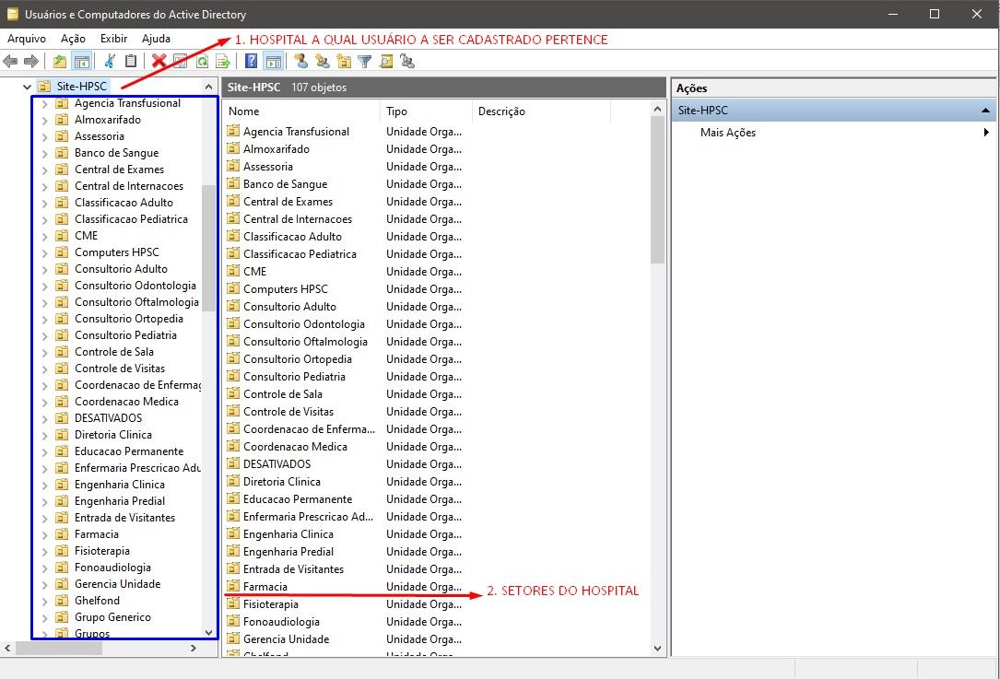 Usuários e Computadores do Active Directory
Arquivo Ação Exibir Ajuda
1. HOSPITAL A QUAL USUÁRIO A SER CADASTRADO PERTENCE
Site-HPSC
Agencia Transfusional
Almoxarifado
Assessoria
Banco de Sangue
Central de Exames
Central de Internacoes
Classificacao Adulto
Classificacao Pediatrica
CME
Computers HPSC
Consultorio Adulto
Consultorio Odontologia
Consultorio Oftalmologia
Consultorio Ortopedia
Consultorio Pediatria
Controle de Sala
Controle de Visitas
Coordenacao de Enfermag
Coordenacao Medica
DESATIVADOS
Diretoria Clinica
Educacao Permanente
Enfermaria Prescricao Adu
Engenharia Clinica
Engenharia Predial
Entrada de Visitantes
Farmacia
Fisioterapia
Fonoaudiologia
Gerencia Unidade
Ghelfond
Grupo Generico
Grupos
Site-HPSC 107 objetos
Nome Tipo Descrição
Agencia Transfusional Unidade Orga...
Almoxarifado Unidade Orga...
Assessoria Unidade Orga...
Banco de Sangue Unidade Orga...
Central de Exames Unidade Orga...
Central de Internacoes Unidade Orga...
Classificacao Adulto Unidade Orga...
Classificacao Pediatrica Unidade Orga...
CME Unidade Orga...
Computers HPSC Unidade Orga...
Consultorio Adulto Unidade Orga...
Consultorio Odontologia Unidade Orga...
Consultorio Oftalmologia Unidade Orga...
Consultorio Ortopedia Unidade Orga...
Consultorio Pediatria Unidade Orga...
Controle de Sala Unidade Orga...
Controle de Visitas Unidade Orga...
Coordenacao de Enferma... Unidade Orga...
Coordenacao Medica Unidade Orga...
DESATIVADOS Unidade Orga...
Diretoria Clinica Unidade Orga...
Educacao Permanente Unidade Orga...
Enfermaria Prescricao Ad... Unidade Orga...
Engenharia Clinica Unidade Orga...
Engenharia Predial Unidade Orga...
Entrada de Visitantes Unidade Orga...
Farmacia Unidade Orga...
2. SETORES DO HOSPITAL
Fisioterapia Unidade Orga...
Fonoaudiologia Unidade Orga...
Gerencia Unidade Unidade Orga...
Ghelfond Unidade Orga...
Ações
Site-HPSC
Mais Ações